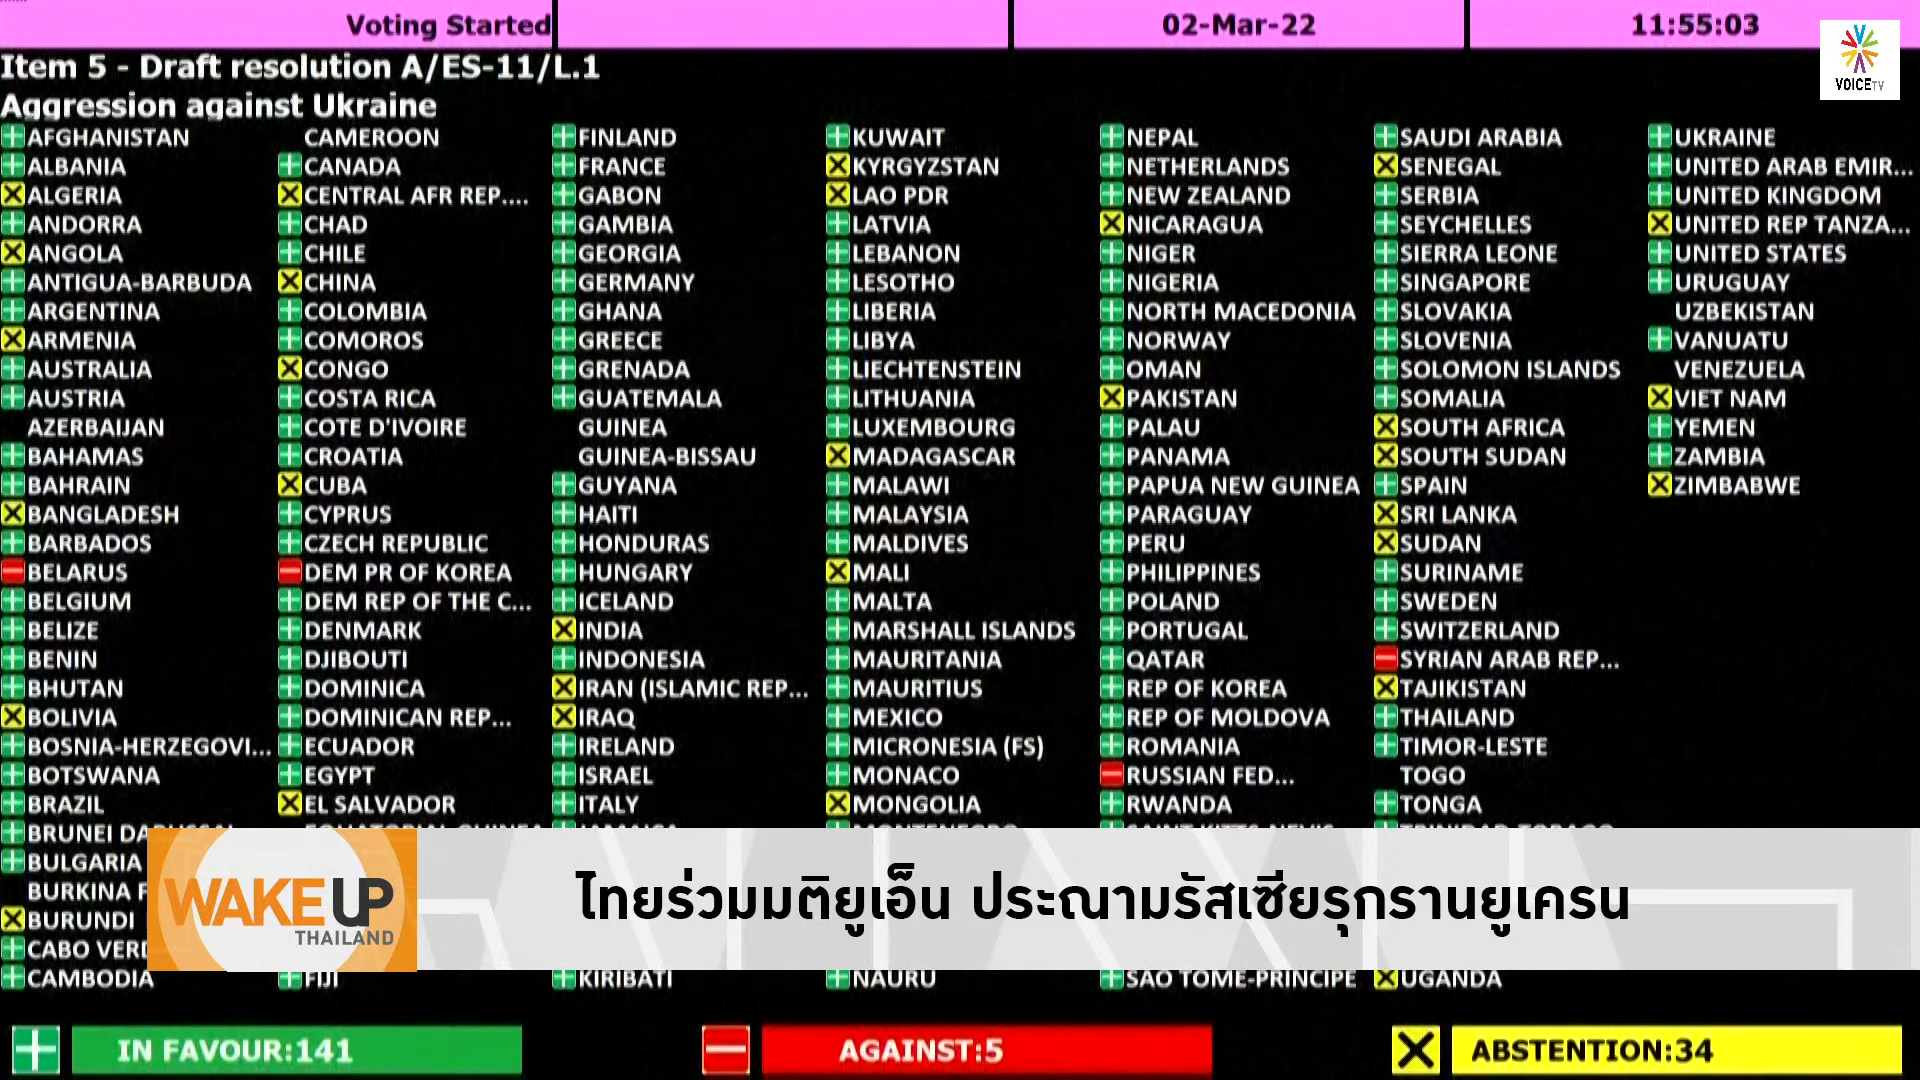 Voting Started 02-Mar-22 11:55:03
VOICETV
Item 5 - Draft resolution A/ES-11/L.1
Aggression against Ukraine
AFGHANISTAN CAMEROON FINLAND KUWAIT NEPAL SAUDI ARABIA UKRAINE
ALBANIA CANADA FRANCE KYRGYZSTAN NETHERLANDS SENEGAL UNITED ARAB EMIR...
ALGERIA CENTRAL AFR REP.... GABON LAO PDR NEW ZEALAND SERBIA UNITED KINGDOM
ANDORRA CHAD GAMBIA LATVIA NICARAGUA SEYCHELLES UNITED REP TANZA...
ANGOLA CHILE GEORGIA LEBANON NIGER SIERRA LEONE UNITED STATES
ANTIGUA-BARBUDA CHINA GERMANY LESOTHO NIGERIA SINGAPORE URUGUAY
ARGENTINA COLOMBIA GHANA LIBERIA NORTH MACEDONIA SLOVAKIA UZBEKISTAN
ARMENIA COMOROS GREECE LIBYA NORWAY SLOVENIA VANUATU
AUSTRALIA CONGO GRENADA LIECHTENSTEIN OMAN SOLOMON ISLANDS VENEZUELA
AUSTRIA COSTA RICA GUATEMALA LITHUANIA PAKISTAN SOMALIA VIET NAM
AZERBAIJAN COTE D'IVOIRE GUINEA LUXEMBOURG PALAU SOUTH AFRICA YEMEN
BAHAMAS CROATIA GUINEA-BISSAU MADAGASCAR PANAMA SOUTH SUDAN ZAMBIA
BAHRAIN CUBA GUYANA MALAWI PAPUA NEW GUINEA SPAIN ZIMBABWE
BANGLADESH CYPRUS HAITI MALAYSIA PARAGUAY SRI LANKA
BARBADOS CZECH REPUBLIC HONDURAS MALDIVES PERU SUDAN
BELARUS DEM PR OF KOREA HUNGARY MALI PHILIPPINES SURINAME
BELGIUM DEM REP OF THE C... ICELAND MALTA POLAND SWEDEN
BELIZE DENMARK INDIA MARSHALL ISLANDS PORTUGAL SWITZERLAND
BENIN DJIBOUTI INDONESIA MAURITANIA QATAR SYRIAN ARAB REP...
BHUTAN DOMINICA IRAN (ISLAMIC REP... MAURITIUS REP OF KOREA TAJIKISTAN
BOLIVIA DOMINICAN REP... IRAQ MEXICO REP OF MOLDOVA THAILAND
BOSNIA-HERZEGOVI... ECUADOR IRELAND MICRONESIA (FS) ROMANIA TIMOR-LESTE
BOTSWANA EGYPT ISRAEL MONACO RUSSIAN FED... TOGO
BRAZIL EL SALVADOR ITALY MONGOLIA RWANDA TONGA
BRUNEI
BULGARIA
BURKINA
BURUNDI
CABO VERD
CAMBODIA FIJI KIRIBATI NAURU SAO TOME-PRINCIPE UGANDA
WAKE UP
THAILAND
ไทยร่วมมติยูเอ็น ประณามรัสเซียรุกรานยูเครน
IN FAVOUR:141 AGAINST:5 ABSTENTION:34